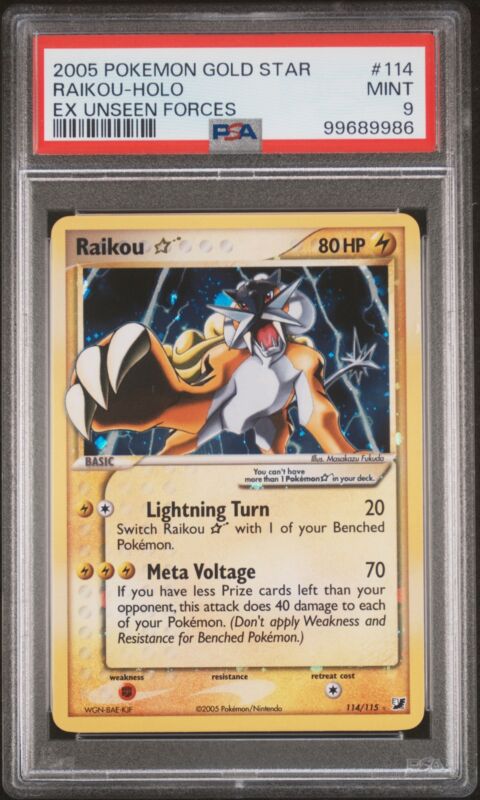 2005 POKEMON GOLD STAR #114
RAIKOU-HOLO MINT
EX UNSEEN FORCES 9
PSA 99689986
Raikou ☆ 80 HP
Illus. Masakazu Fukuda
BASIC
You can't have
more than 1 Pokémon☆ in your deck.
Lightning Turn 20
Switch Raikou ☆ with 1 of your Benched
Pokémon.
Meta Voltage 70
If you have less Prize cards left than your
opponent, this attack does 40 damage to each
of your Pokémon. (Don't apply Weakness and
Resistance for Benched Pokémon.)
weakness resistance retreat cost
WGN-BAE-KJF ©2005 Pokémon/Nintendo 114/115
PSA